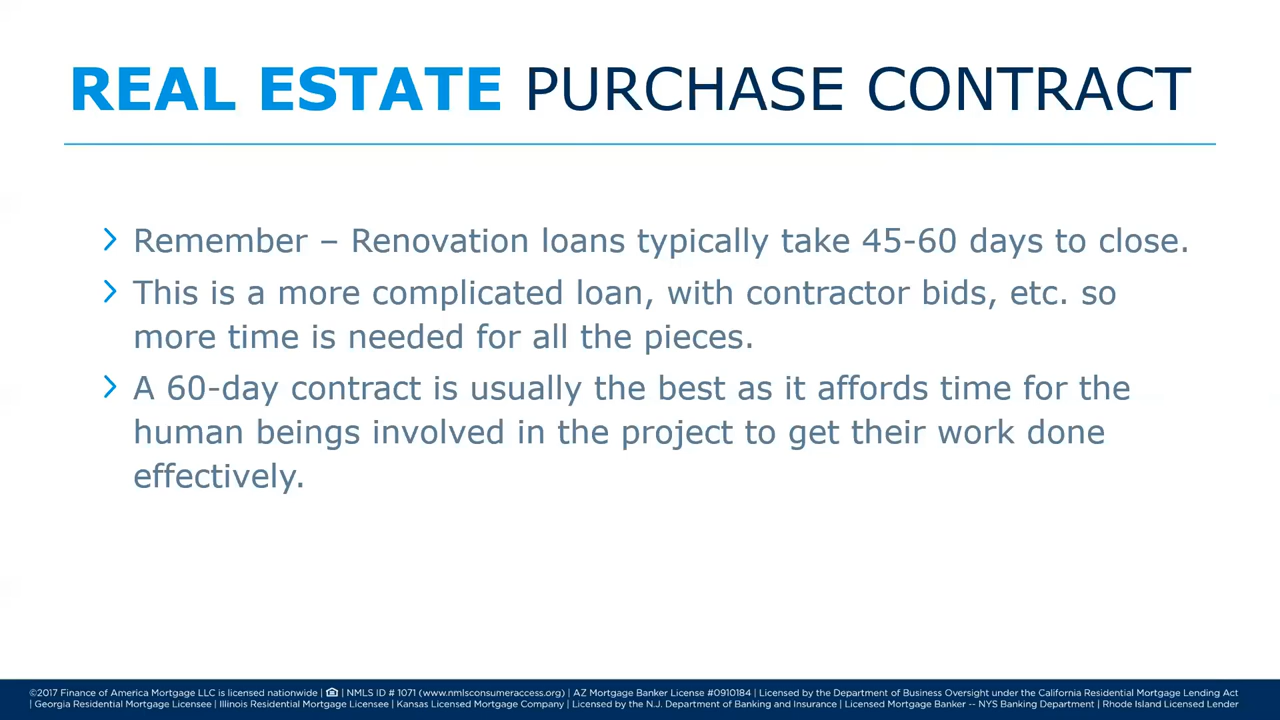 REAL ESTATE PURCHASE CONTRACT
Remember – Renovation loans typically take 45-60 days to close.
This is a more complicated loan, with contractor bids, etc. so
more time is needed for all the pieces.
A 60-day contract is usually the best as it affords time for the
human beings involved in the project to get their work done
effectively.
©2017 Finance of America Mortgage LLC is licensed nationwide | | NMLS ID # 1071 (www.nmlsconsumeraccess.org) | AZ Mortgage Banker License #0910184 | Licensed by the Department of Business Oversight under the California Residential Mortgage Lending Act
| Georgia Residential Mortgage Licensee | Illinois Residential Mortgage Licensee | Kansas Licensed Mortgage Company | Licensed by the N.J. Department of Banking and Insurance | Licensed Mortgage Banker -- NYS Banking Department | Rhode Island Licensed Lender